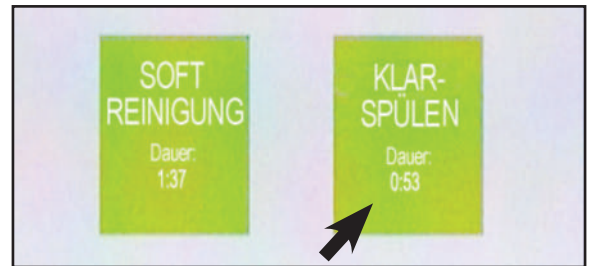 SOFT
REINIGUNG
Dauer:
1:37
KLAR-
SPÜLEN
Dauer:
0:53